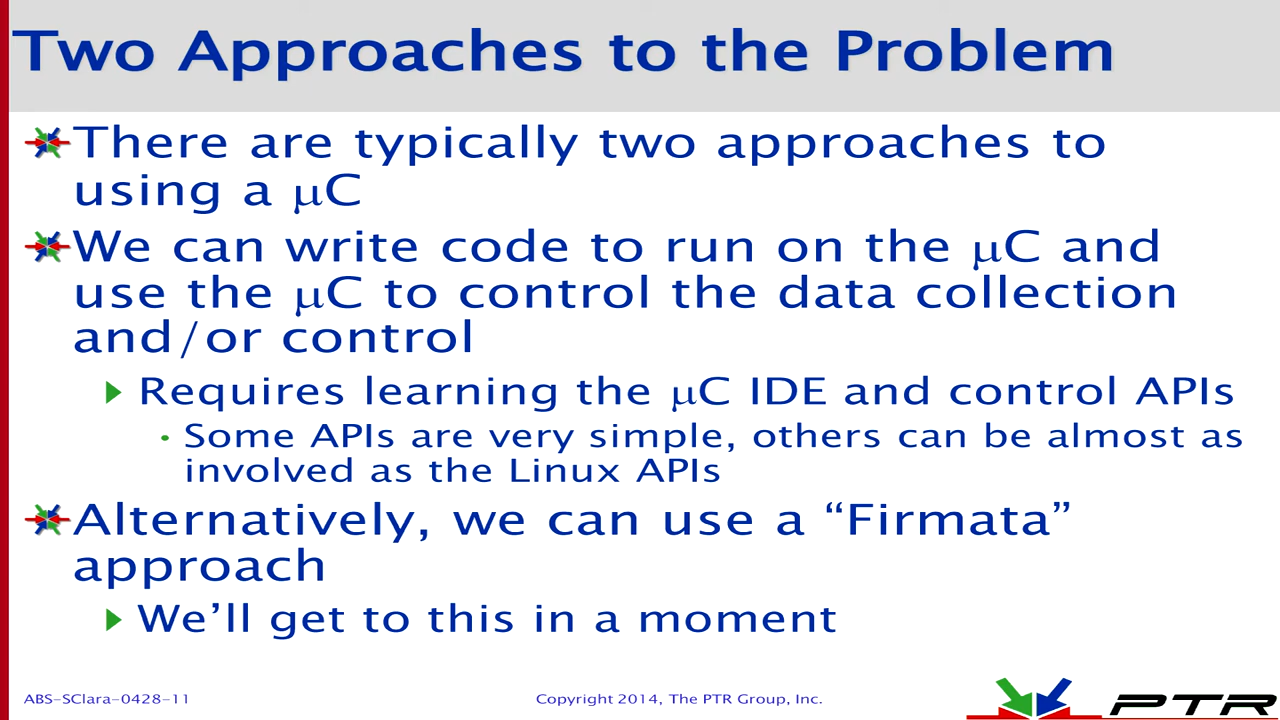 Two Approaches to the Problem
There are typically two approaches to
using a μC
We can write code to run on the μC and
use the μC to control the data collection
and/or control
Requires learning the μC IDE and control APIs
Some APIs are very simple, others can be almost as
involved as the Linux APIs
Alternatively, we can use a “Firmata”
approach
We’ll get to this in a moment
ABS-SClara-0428-11
Copyright 2014, The PTR Group, Inc.
PTR